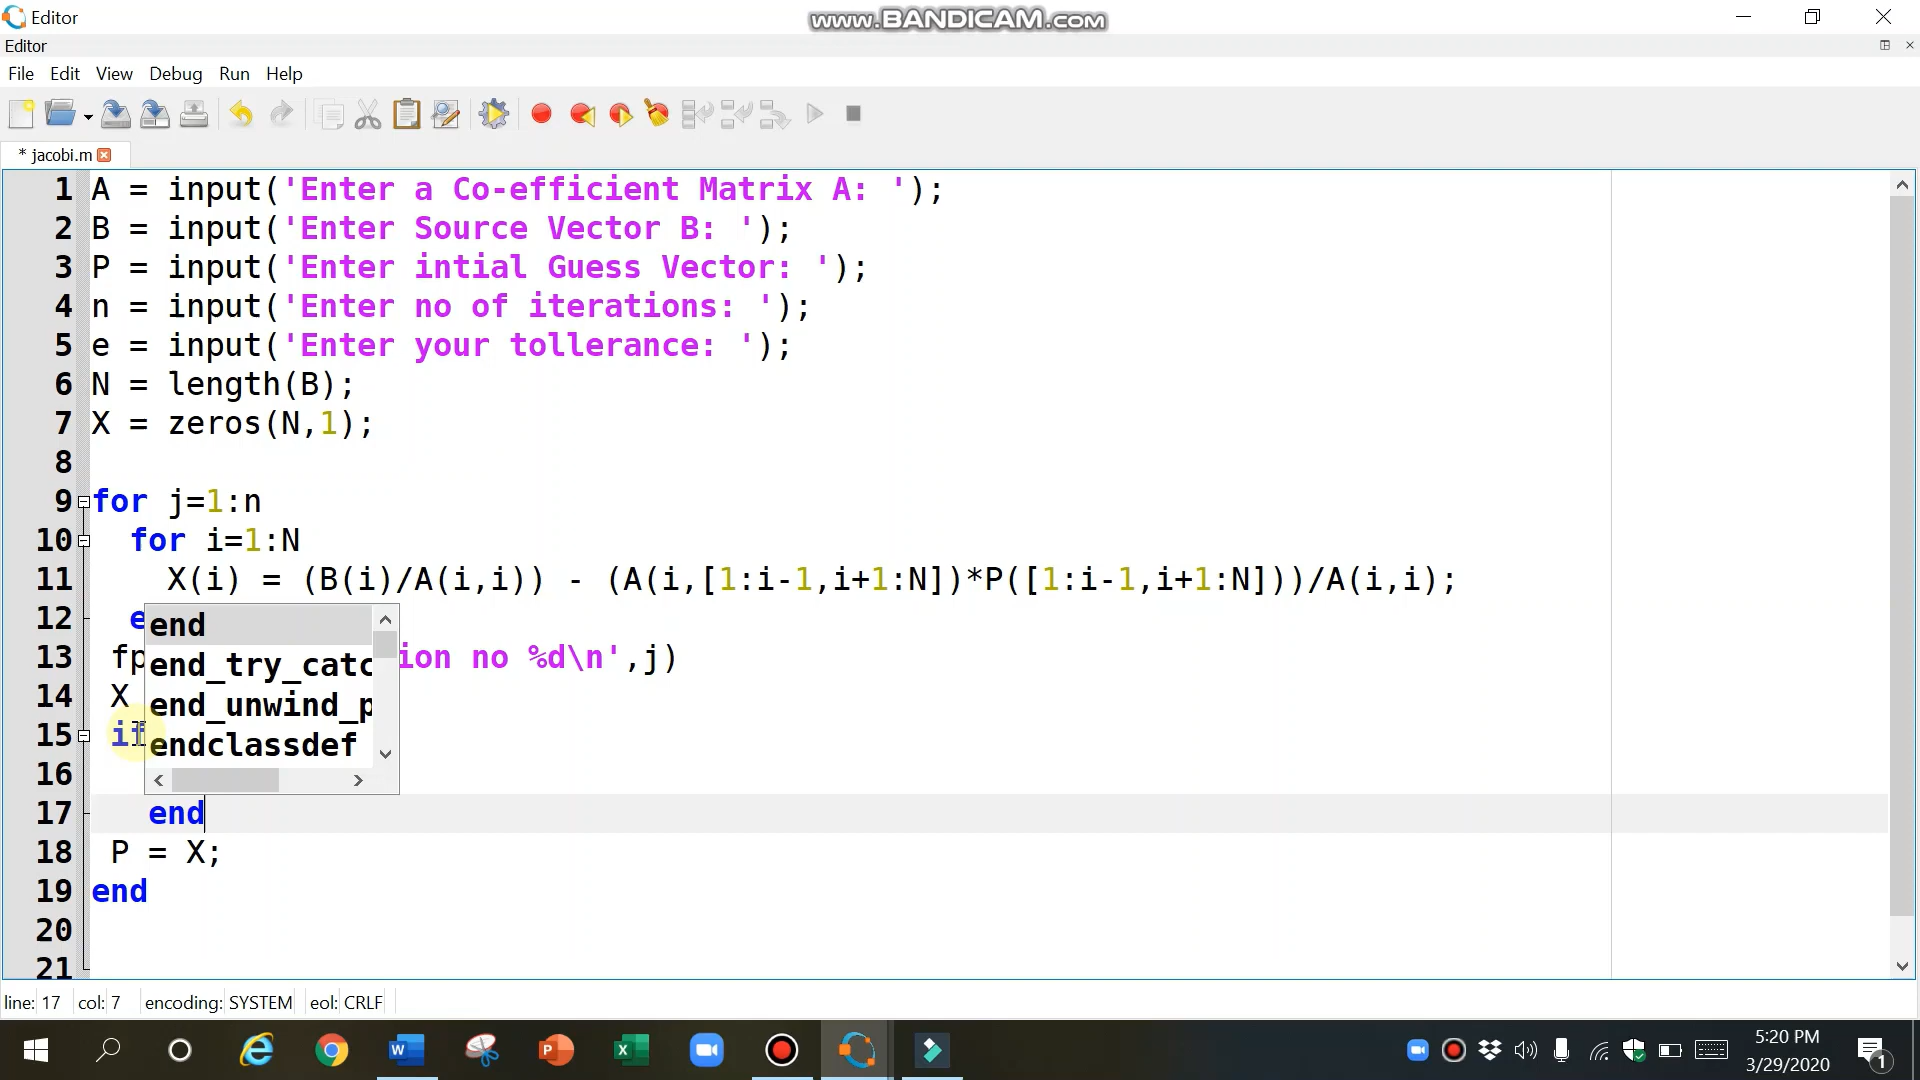 Editor
www.BANDICAM.com
Editor
File Edit View Debug Run Help
* jacobi.m
1 A = input('Enter a Co-efficient Matrix A: ');
2 B = input('Enter Source Vector B: ');
3 P = input('Enter intial Guess Vector: ');
4 n = input('Enter no of iterations: ');
5 e = input('Enter your tollerance: ');
6 N = length(B);
7 X = zeros(N,1);
8
9 for j=1:n
10 for i=1:N
11 X(i) = (B(i)/A(i,i)) - (A(i,[1:i-1,i+1:N])*P([1:i-1,i+1:N]))/A(i,i);
12 e
end
13 fp ion no %d\n',j)
end_try_catc
14 X
end_unwind_p
15 if
endclassdef
16
17 end
18 P = X;
19 end
20
21
line: 17 col: 7 encoding: SYSTEM eol: CRLF
5:20 PM
3/29/2020
1